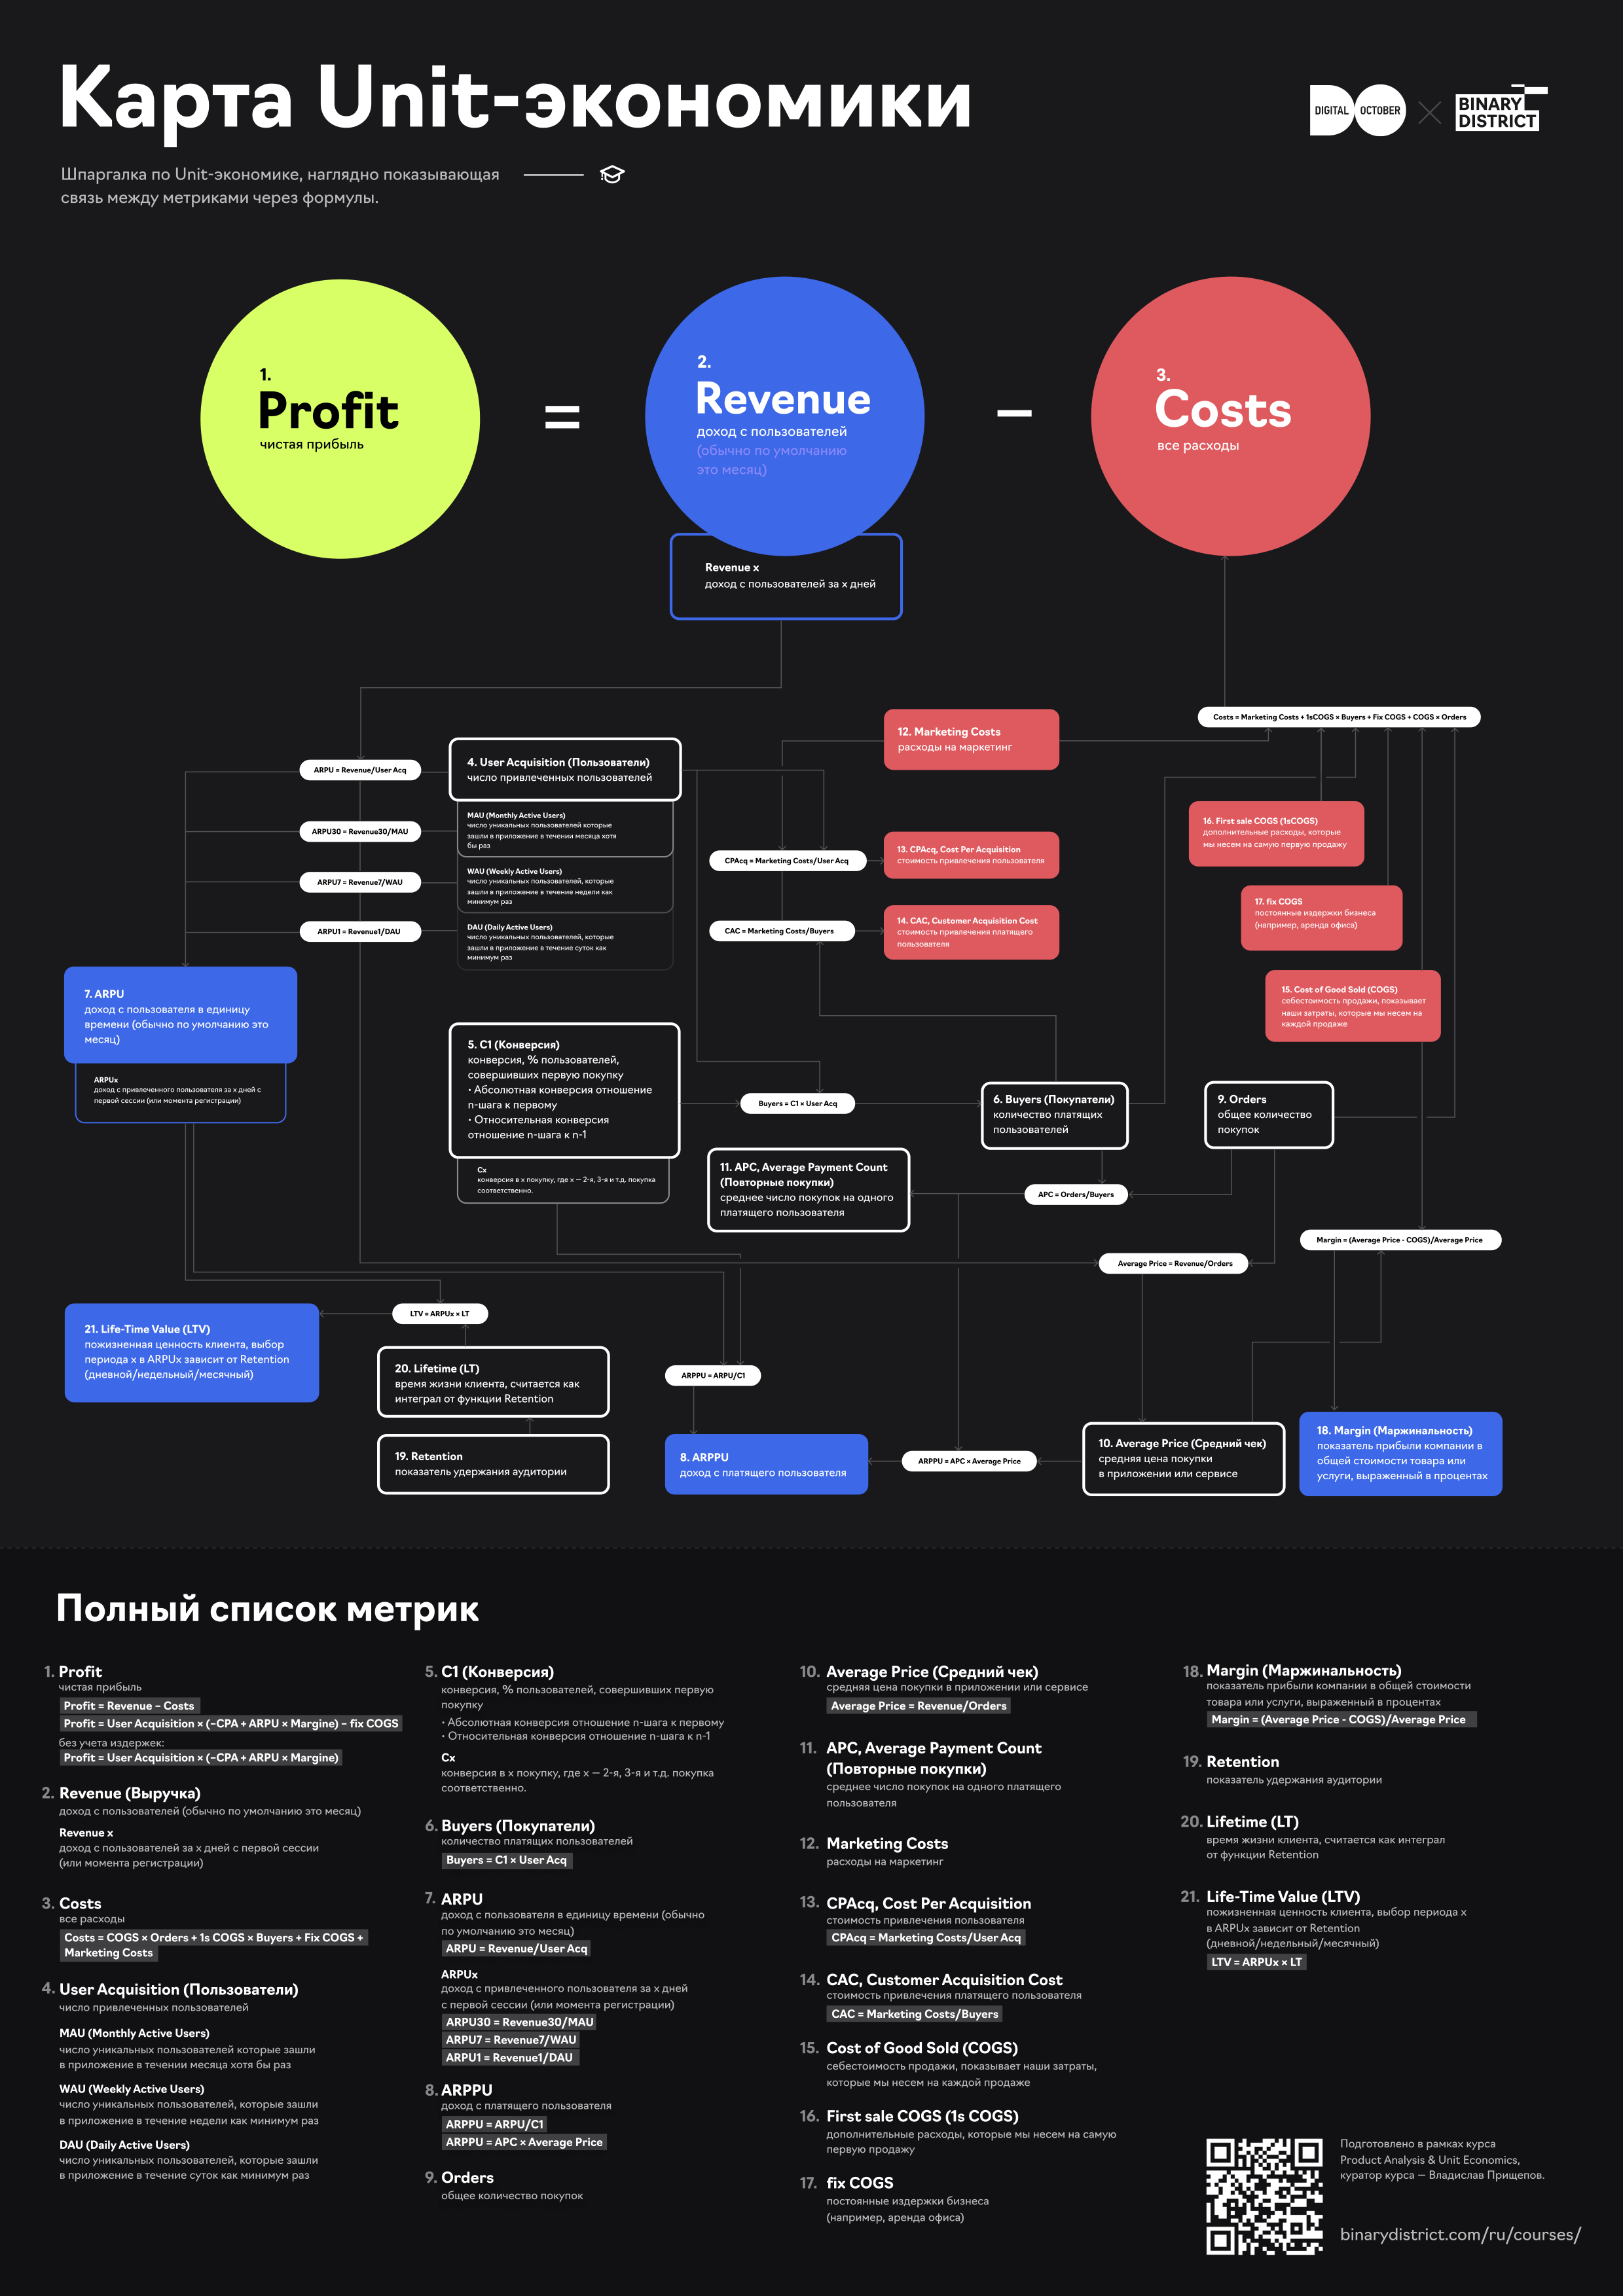 Карта Unit-экономики
DIGITAL OCTOBER
BINARY
DISTRICT
Шпаргалка по Unit-экономике, наглядно показывающая
связь между метриками через формулы.
1.
Profit
чистая прибыль
=
2.
Revenue
доход с пользователей
(обычно по умолчанию
это месяц)
–
3.
Costs
все расходы
Revenue x
доход с пользователей за x дней
Costs = Marketing Costs + 1sCOGS × Buyers + Fix COGS + COGS × Orders
12. Marketing Costs
расходы на маркетинг
ARPU = Revenue/User Acq
4. User Acquisition (Пользователи)
число привлеченных пользователей
ARPU30 = Revenue30/MAU
MAU (Monthly Active Users)
число уникальных пользователей которые
зашли в приложение в течении месяца хотя
бы раз
ARPU7 = Revenue7/WAU
WAU (Weekly Active Users)
число уникальных пользователей, которые
зашли в приложение в течение недели как
минимум раз
ARPU1 = Revenue1/DAU
DAU (Daily Active Users)
число уникальных пользователей, которые
зашли в приложение в течение суток как
минимум раз
CPAcq = Marketing Costs/User Acq
13. CPAcq, Cost Per Acquisition
стоимость привлечения пользователя
CAC = Marketing Costs/Buyers
14. CAC, Customer Acquisition Cost
стоимость привлечения платящего
пользователя
16. First sale COGS (1sCOGS)
дополнительные расходы, которые
мы несем на самую первую продажу
17. fix COGS
постоянные издержки бизнеса
(например, аренда офиса)
15. Cost of Good Sold (COGS)
себестоимость продажи, показывает
наши затраты, которые мы несем на
каждой продаже
7. ARPU
доход с пользователя в единицу
времени (обычно по умолчанию это
месяц)
ARPUx
доход с привлеченного пользователя за x дней с
первой сессии (или момента регистрации)
5. C1 (Конверсия)
конверсия, % пользователей,
совершивших первую покупку
• Абсолютная конверсия отношение
n-шага к первому
• Относительная конверсия
отношение n-шага к n-1
Cx
конверсия в x покупку, где x — 2-я, 3-я и т.д. покупка
соответственно.
Buyers = C1 × User Acq
6. Buyers (Покупатели)
количество платящих
пользователей
9. Orders
общее количество
покупок
11. APC, Average Payment Count
(Повторные покупки)
среднее число покупок на одного
платящего пользователя
APC = Orders/Buyers
Margin = (Average Price - COGS)/Average Price
Average Price = Revenue/Orders
21. Life-Time Value (LTV)
пожизненная ценность клиента, выбор
периода x в ARPUx зависит от Retention
(дневной/недельный/месячный)
LTV = ARPUx × LT
20. Lifetime (LT)
время жизни клиента, считается как
интеграл от функции Retention
19. Retention
показатель удержания аудитории
ARPPU = ARPU/C1
8. ARPPU
доход с платящего пользователя
ARPPU = APC × Average Price
10. Average Price (Средний чек)
средняя цена покупки
в приложении или сервисе
18. Margin (Маржинальность)
показатель прибыли компании в
общей стоимости товара или
услуги, выраженный в процентах
Полный список метрик
1. Profit
чистая прибыль
Profit = Revenue – Costs
Profit = User Acquisition × (–CPA + ARPU × Margine) – fix COGS
без учета издержек:
Profit = User Acquisition × (–CPA + ARPU × Margine)
2. Revenue (Выручка)
доход с пользователей (обычно по умолчанию это месяц)
Revenue x
доход с пользователей за x дней с первой сессии
(или момента регистрации)
3. Costs
все расходы
Costs = COGS × Orders + 1s COGS × Buyers + Fix COGS +
Marketing Costs
4. User Acquisition (Пользователи)
число привлеченных пользователей
MAU (Monthly Active Users)
число уникальных пользователей которые зашли
в приложение в течении месяца хотя бы раз
WAU (Weekly Active Users)
число уникальных пользователей, которые зашли
в приложение в течение недели как минимум раз
DAU (Daily Active Users)
число уникальных пользователей, которые зашли
в приложение в течение суток как минимум раз
5. C1 (Конверсия)
конверсия, % пользователей, совершивших первую
покупку
• Абсолютная конверсия отношение n-шага к первому
• Относительная конверсия отношение n-шага к n-1
Cx
конверсия в x покупку, где x — 2-я, 3-я и т.д. покупка
соответственно.
6. Buyers (Покупатели)
количество платящих пользователей
Buyers = C1 × User Acq
7. ARPU
доход с пользователя в единицу времени (обычно
по умолчанию это месяц)
ARPU = Revenue/User Acq
ARPUx
доход с привлеченного пользователя за x дней
с первой сессии (или момента регистрации)
ARPU30 = Revenue30/MAU
ARPU7 = Revenue7/WAU
ARPU1 = Revenue1/DAU
8. ARPPU
доход с платящего пользователя
ARPPU = ARPU/C1
ARPPU = APC × Average Price
9. Orders
общее количество покупок
10. Average Price (Средний чек)
средняя цена покупки в приложении или сервисе
Average Price = Revenue/Orders
11. APC, Average Payment Count
(Повторные покупки)
среднее число покупок на одного платящего
пользователя
12. Marketing Costs
расходы на маркетинг
13. CPAcq, Cost Per Acquisition
стоимость привлечения пользователя
CPAcq = Marketing Costs/User Acq
14. CAC, Customer Acquisition Cost
стоимость привлечения платящего пользователя
CAC = Marketing Costs/Buyers
15. Cost of Good Sold (COGS)
себестоимость продажи, показывает наши затраты,
которые мы несем на каждой продаже
16. First sale COGS (1s COGS)
дополнительные расходы, которые мы несем на самую
первую продажу
17. fix COGS
постоянные издержки бизнеса
(например, аренда офиса)
18. Margin (Маржинальность)
показатель прибыли компании в общей стоимости
товара или услуги, выраженный в процентах
Margine = (Average Price - COGS)/Average Price
19. Retention
показатель удержания аудитории
20. Lifetime (LT)
время жизни клиента, считается как интеграл
от функции Retention
21. Life-Time Value (LTV)
пожизненная ценность клиента, выбор периода x
в ARPUx зависит от Retention
(дневной/недельный/месячный)
LTV = ARPUx × LT
Подготовлено в рамках курса
Product Analysis & Unit Economics,
куратор курса — Владислав Прищепов.
binarydistrict.com/ru/courses/